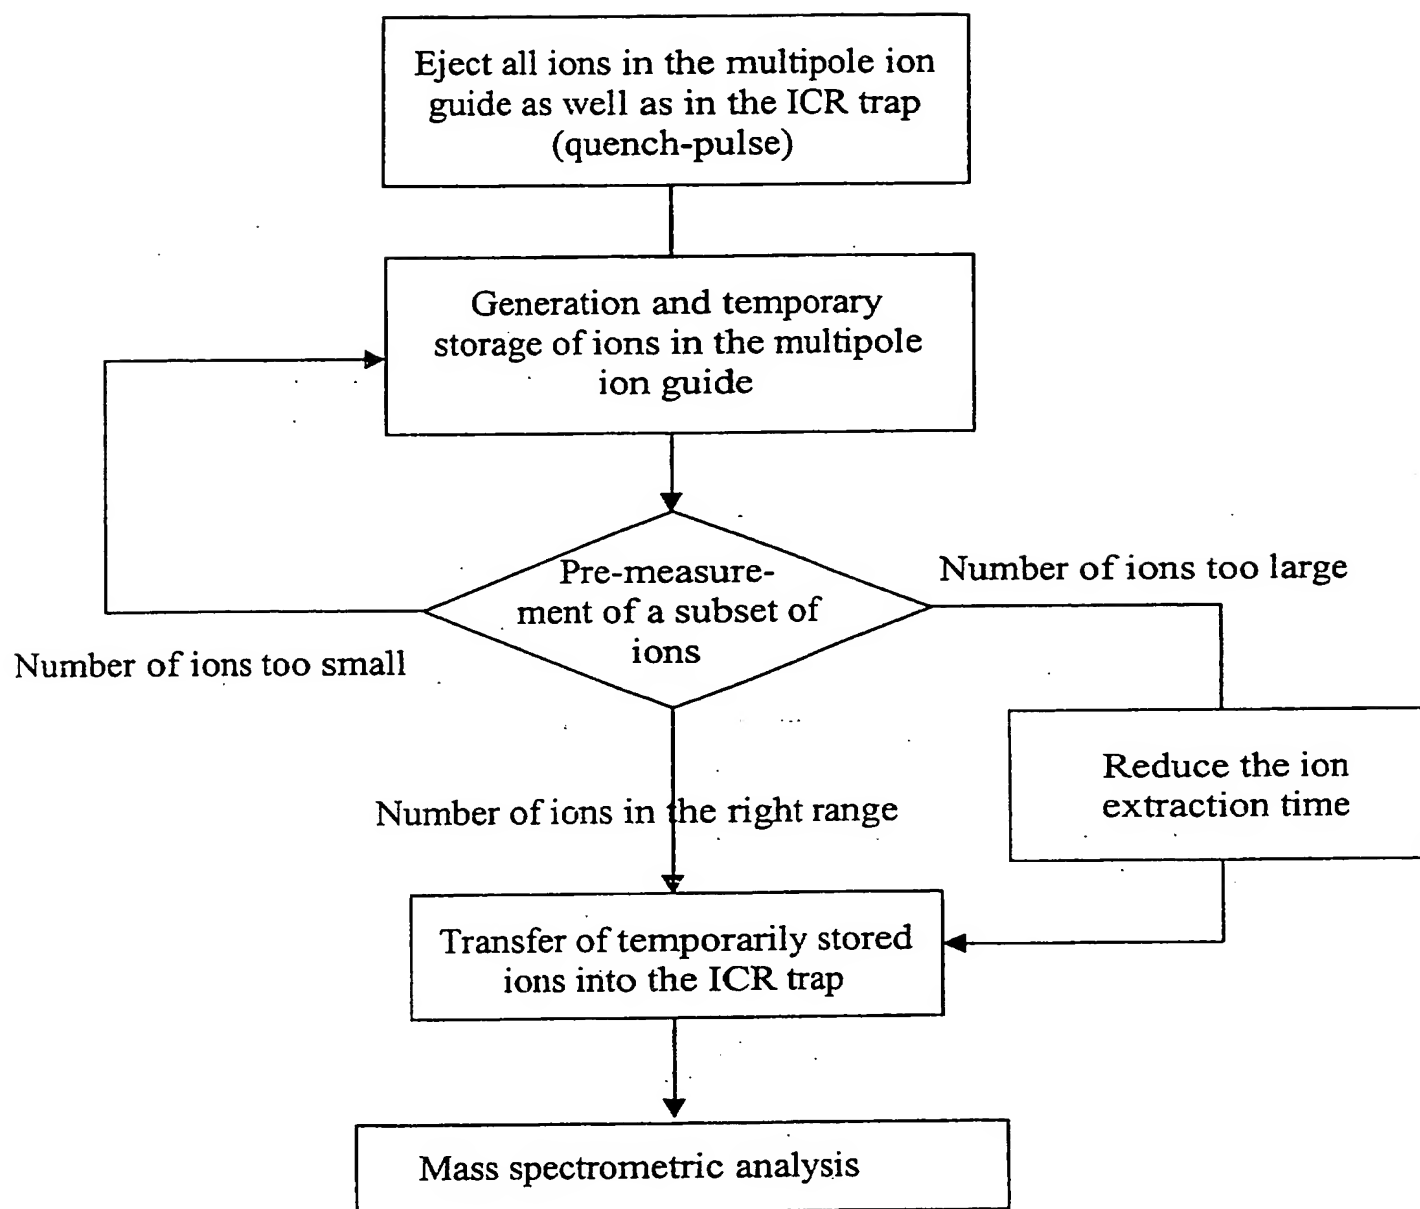 Eject all ions in the multipole ion
guide as well as in the ICR trap
(quench-pulse)
Generation and temporary
storage of ions in the multipole
ion guide
Pre-measure-
ment of a subset of
ions
Number of ions too large
Number of ions too small
Reduce the ion
extraction time
Number of ions in the right range
Transfer of temporarily stored
ions into the ICR trap
Mass spectrometric analysis